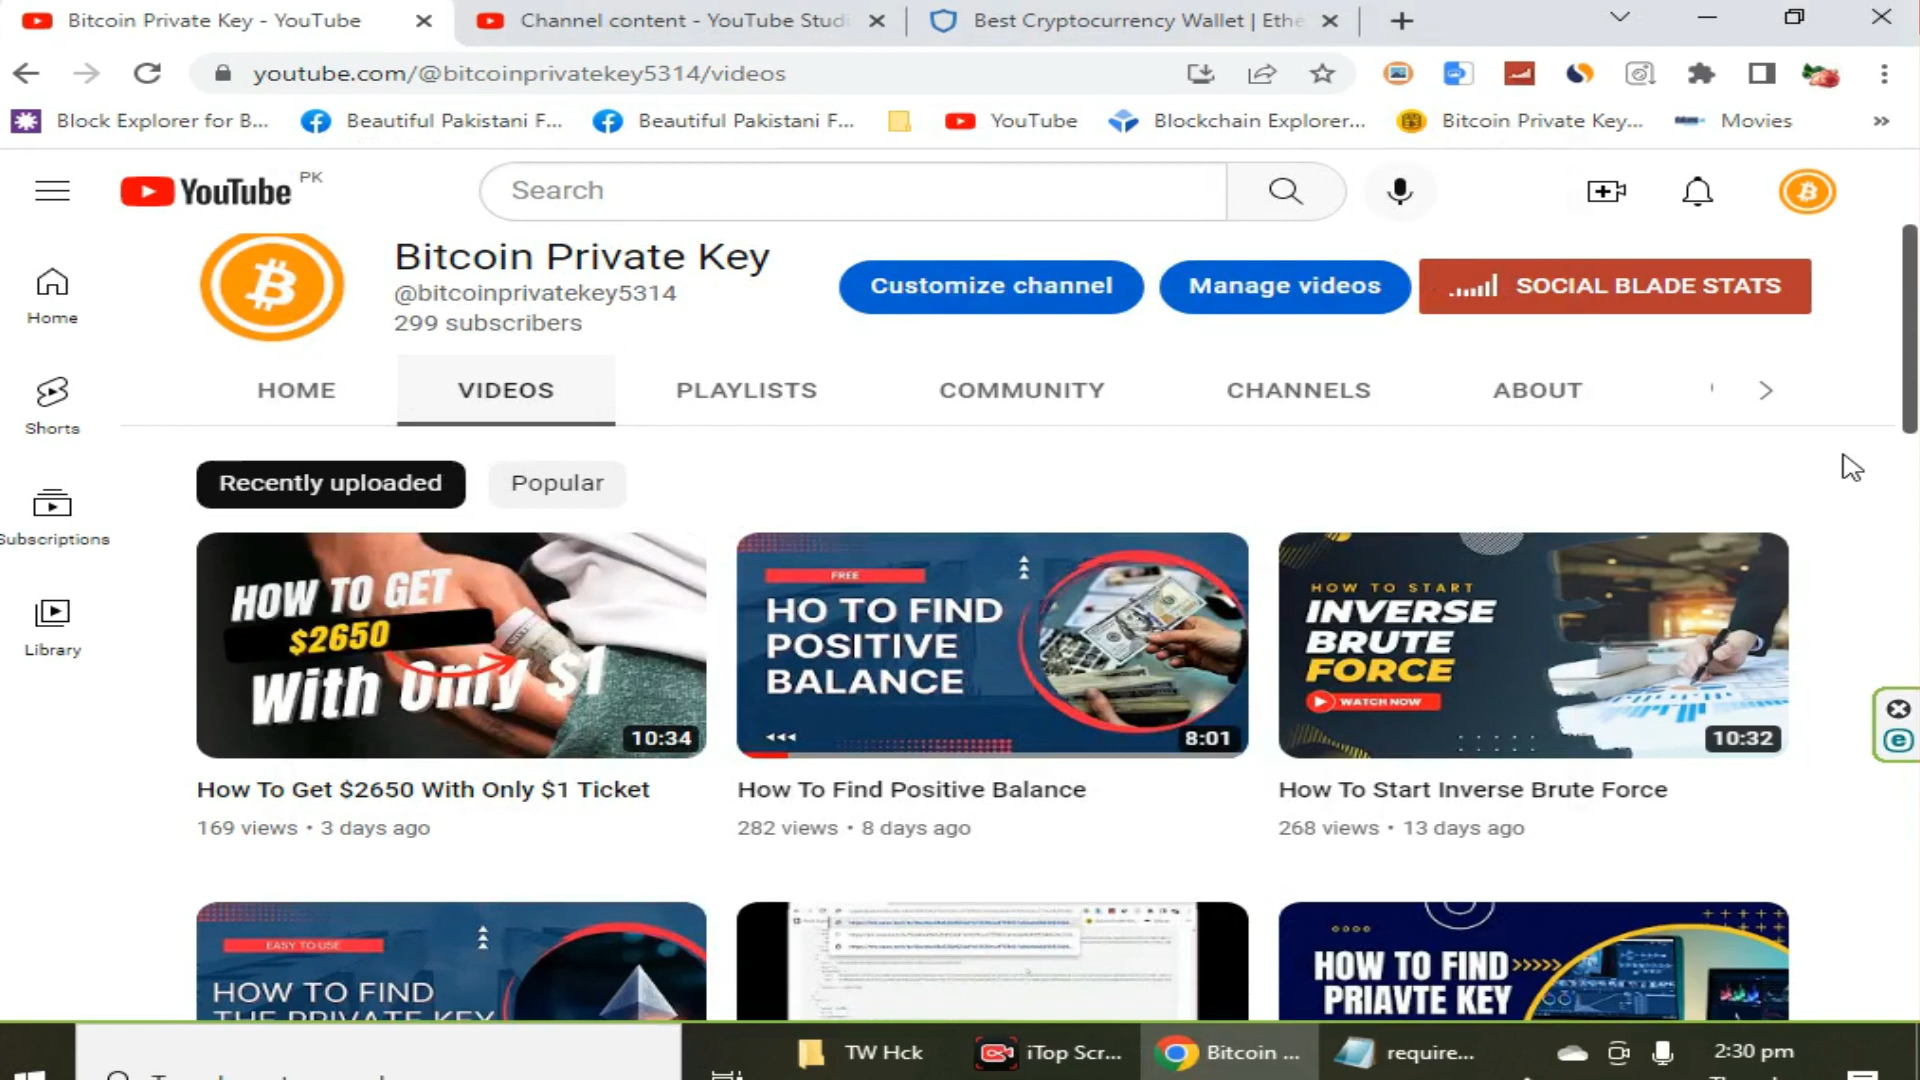 Bitcoin Private Key - YouTube
Channel content - YouTube Studi
Best Cryptocurrency Wallet | Ethe
youtube.com/@bitcoinprivatekey5314/videos
Block Explorer for B...
Beautiful Pakistani F...
Beautiful Pakistani F...
YouTube
Blockchain Explorer...
Bitcoin Private Key...
Movies
»
YouTube PK
Search
Bitcoin Private Key
@bitcoinprivatekey5314
299 subscribers
Customize channel
Manage videos
SOCIAL BLADE STATS
Home
Shorts
Subscriptions
Library
HOME
VIDEOS
PLAYLISTS
COMMUNITY
CHANNELS
ABOUT
Recently uploaded
Popular
HOW TO GET
$2650
With Only $1
10:34
How To Get $2650 With Only $1 Ticket
169 views • 3 days ago
FREE
HO TO FIND
POSITIVE
BALANCE
8:01
How To Find Positive Balance
282 views • 8 days ago
HOW TO START
INVERSE
BRUTE
FORCE
WATCH NOW
10:32
How To Start Inverse Brute Force
268 views • 13 days ago
EASY TO USE
HOW TO FIND
THE PRIVATE KEY
HOW TO FIND
PRIAVTE KEY
TW Hck
iTop Scr...
Bitcoin ...
require...
2:30 pm